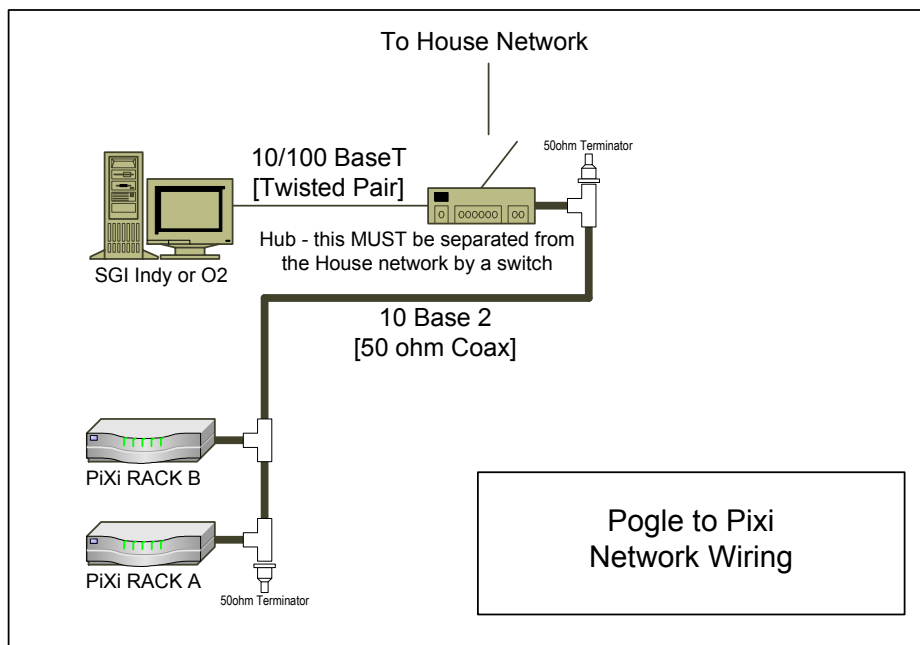 To House Network
50ohm Terminator
10/100 BaseT
[Twisted Pair]
Hub - this MUST be separated from
the House network by a switch
SGI Indy or O2
10 Base 2
[50 ohm Coax]
PiXi RACK B
PiXi RACK A
50ohm Terminator
Pogle to Pixi
Network Wiring